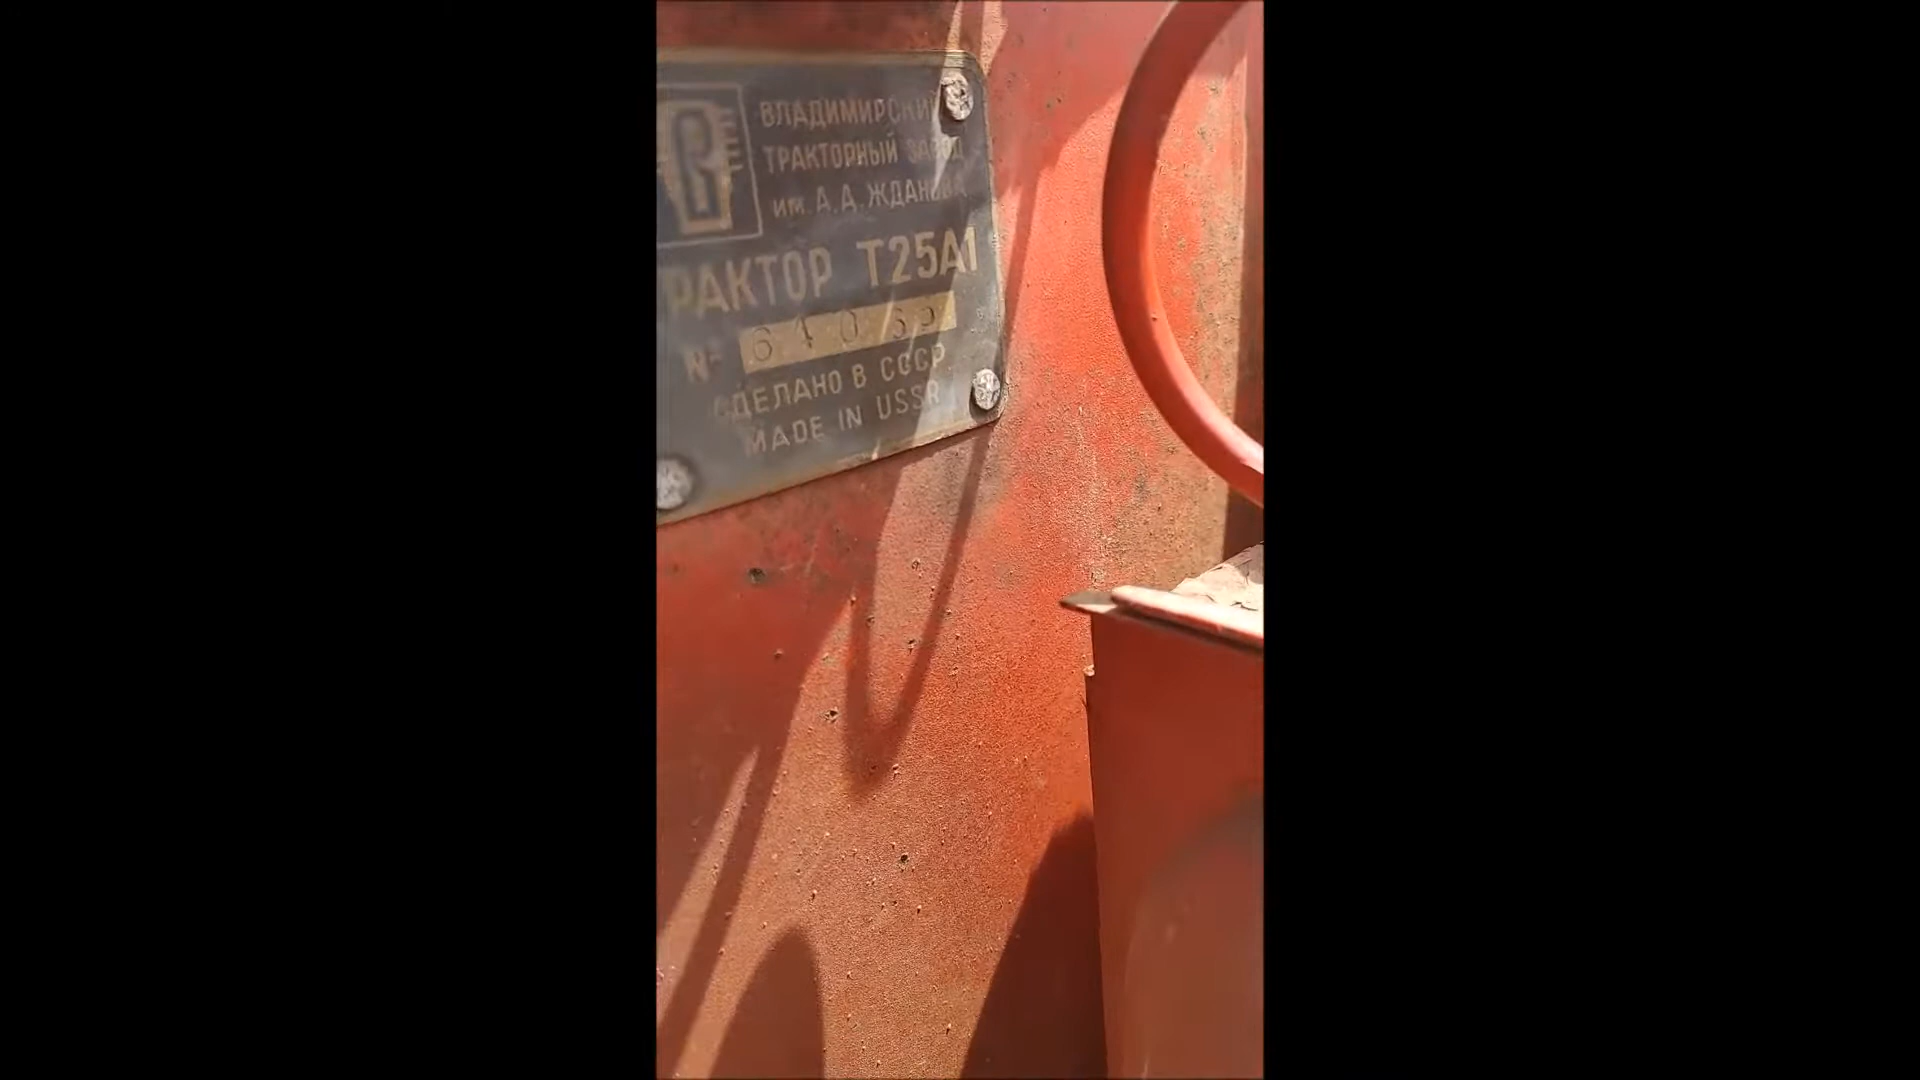 ВЛАДИМИРСКИЙ
ТРАКТОРНЫЙ ЗАВОД
им. А.А. ЖДАНОВА
РАКТОР Т25А1
№
СДЕЛАНО В СССР
MADE IN USSR